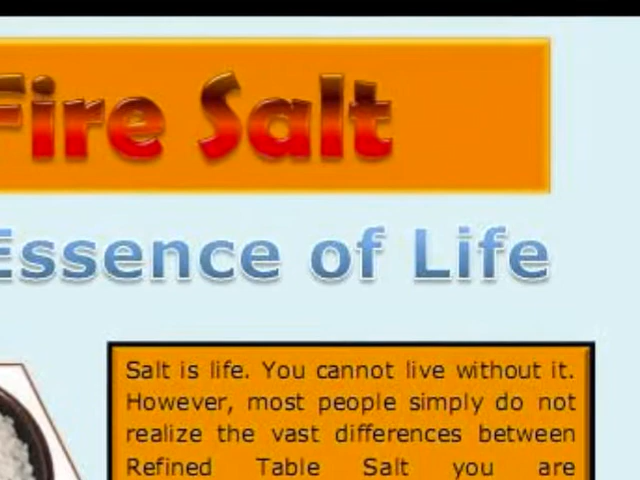 Fire Salt
Essence of Life
Salt is life. You cannot live without it.
However, most people simply do not
realize the vast differences between
Refined Table Salt you are